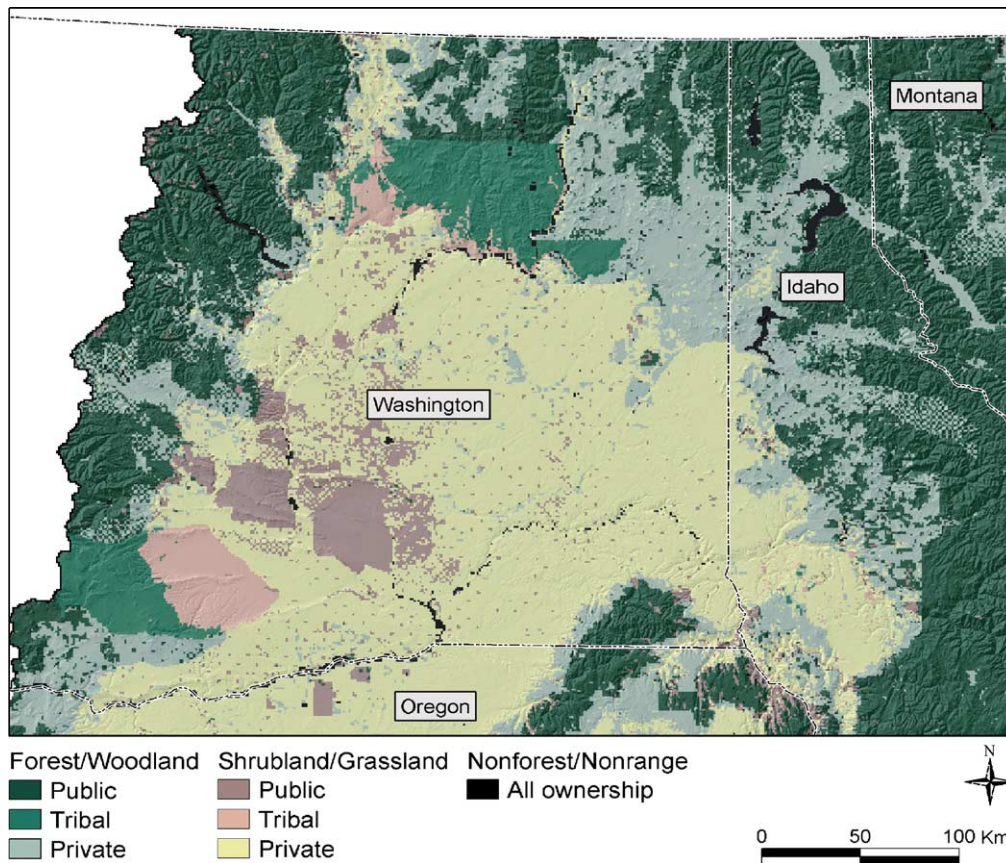 Montana
Idaho
Washington
Oregon
Forest/Woodland
Public
Tribal
Private
Shrubland/Grassland
Public
Tribal
Private
Nonforest/Nonrange
All ownership
N
0 50 100 Km